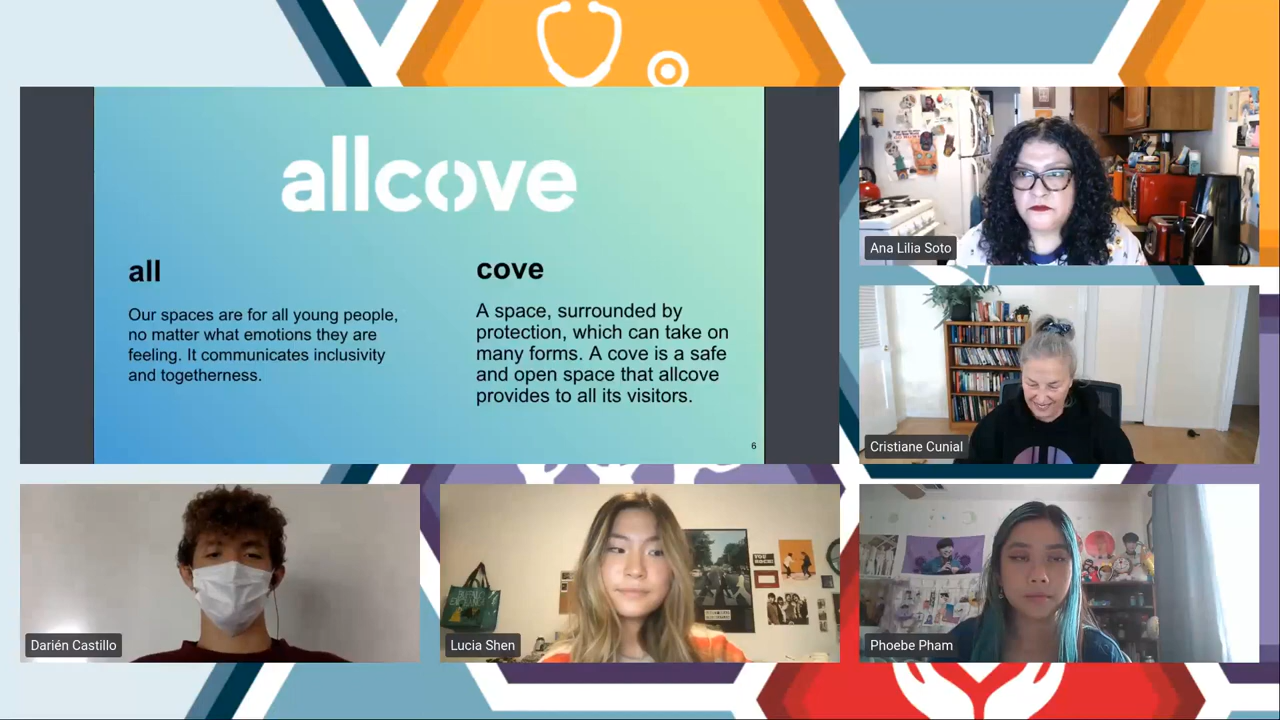 allcove
all
Our spaces are for all young people,
no matter what emotions they are
feeling. It communicates inclusivity
and togetherness.
cove
A space, surrounded by
protection, which can take on
many forms. A cove is a safe
and open space that allcove
provides to all its visitors.
6
Ana Lilia Soto
Cristiane Cunial
Darién Castillo
Lucia Shen
Phoebe Pham
YOU
ROCK!